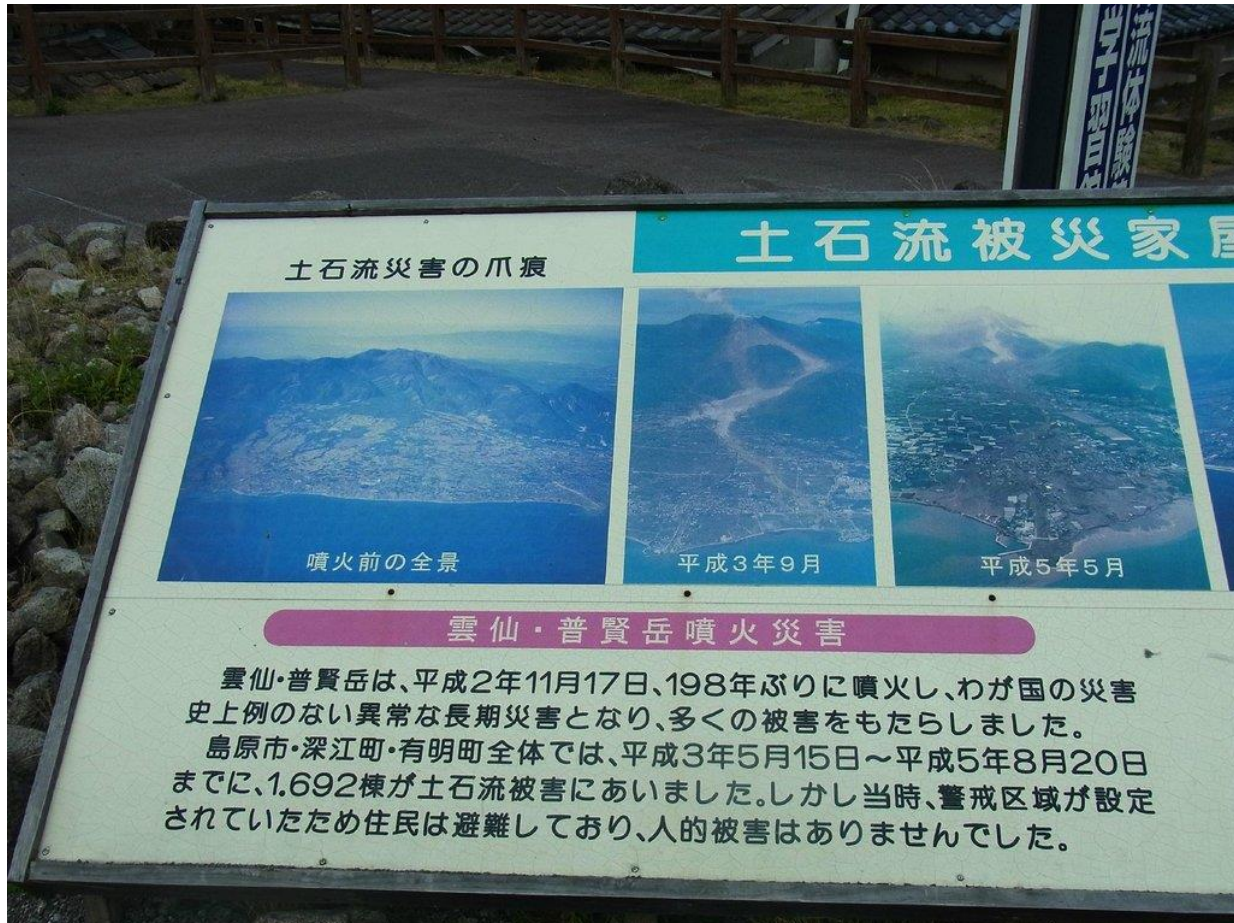 流体験
学習
土石流被災家屋
土石流災害の爪痕
噴火前の全景
平成3年9月
平成5年5月
雲仙・普賢岳噴火災害
雲仙・普賢岳は、平成2年11月17日、198年ぶりに噴火し、わが国の災害
史上例のない異常な長期災害となり、多くの被害をもたらしました。
島原市・深江町・有明町全体では、平成3年5月15日~平成5年8月20日
までに、1.692棟が土石流被害にあいました。しかし当時、警戒区域が設定
されていたため住民は避難しており、人的被害はありませんでした。